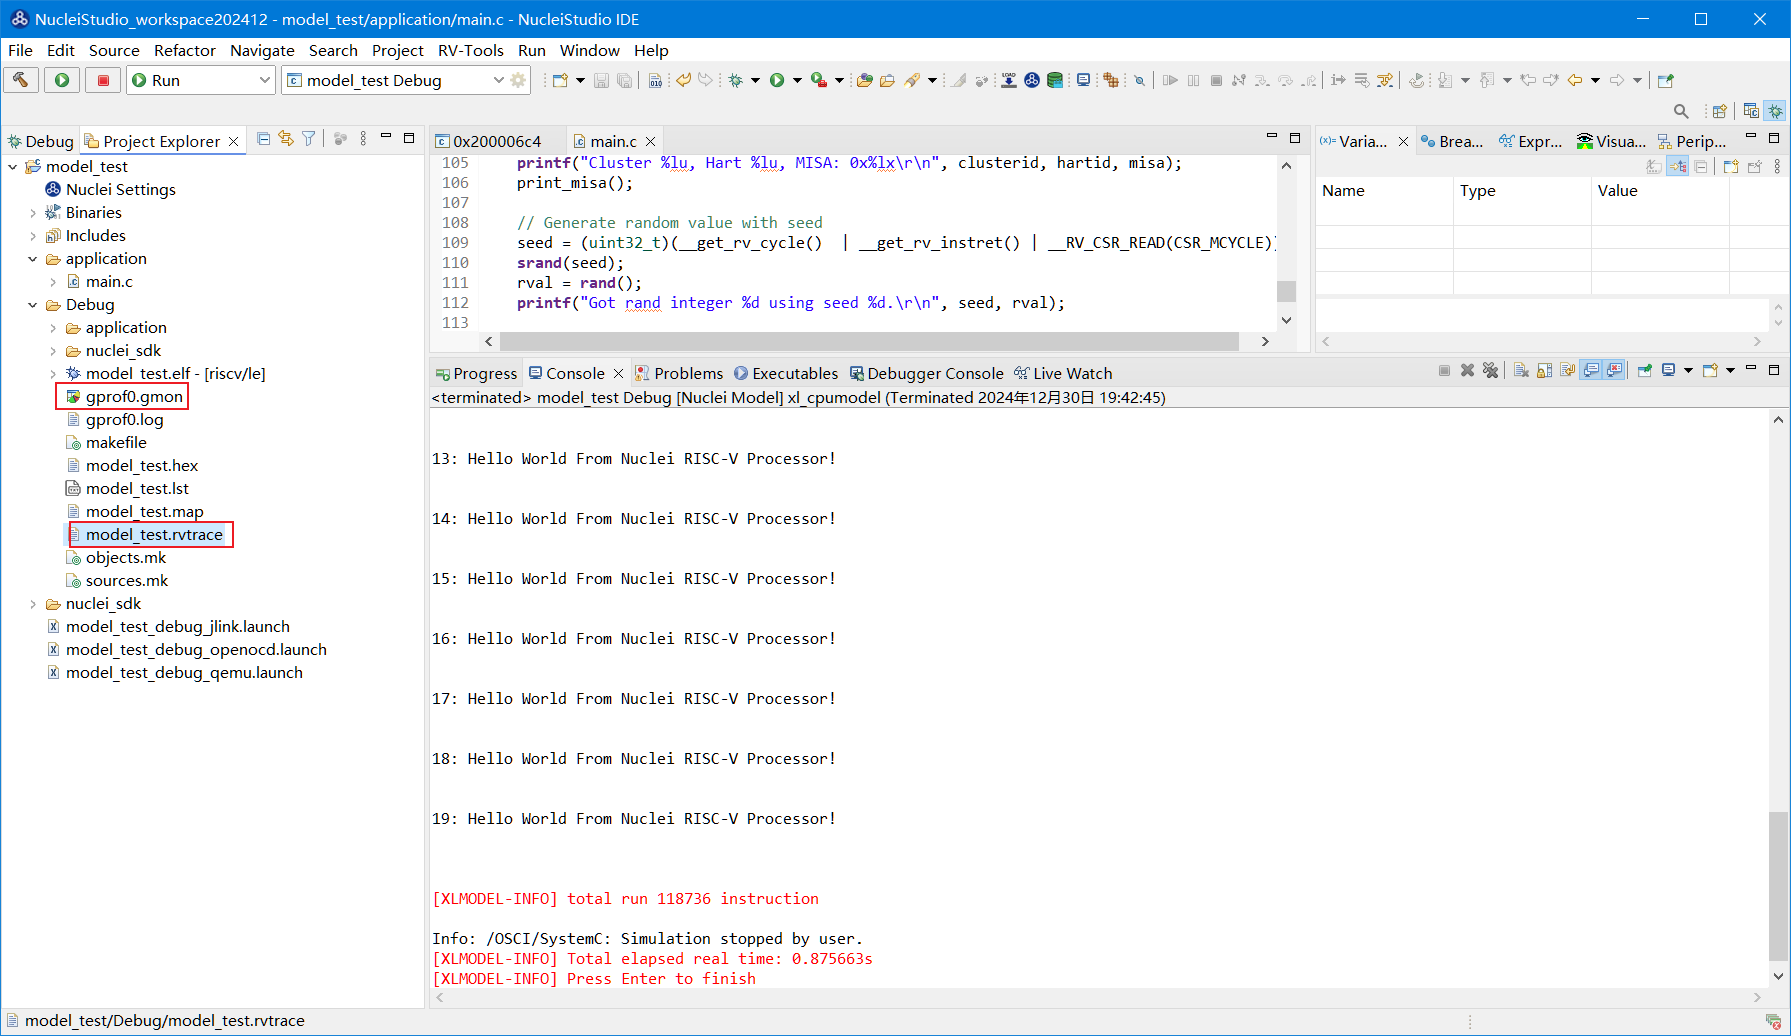 NucleiStudio_workspace202412 - model_test/application/main.c - NucleiStudio IDE
File Edit Source Refactor Navigate Search Project RV-Tools Run Window Help
Run model_test Debug
Debug Project Explorer
model_test
Nuclei Settings
Binaries
Includes
application
main.c
Debug
application
nuclei_sdk
model_test.elf - [riscv/le]
gprof0.gmon
gprof0.log
makefile
model_test.hex
model_test.lst
model_test.map
model_test.rvtrace
objects.mk
sources.mk
nuclei_sdk
model_test_debug_jlink.launch
model_test_debug_openocd.launch
model_test_debug_qemu.launch
0x200006c4 main.c
105 printf("Cluster %lu, Hart %lu, MISA: 0x%lx\r\n", clusterid, hartid, misa);
106 print_misa();
107
108 // Generate random value with seed
109 seed = (uint32_t)(__get_rv_cycle() | __get_rv_instret() | __RV_CSR_READ(CSR_MCYCLE))
110 srand(seed);
111 rval = rand();
112 printf("Got rand integer %d using seed %d.\r\n", seed, rval);
113
Varia... Brea... Expr... Visua... Perip...
Name Type Value
Progress Console Problems Executables Debugger Console Live Watch
<terminated> model_test Debug [Nuclei Model] xl_cpumodel (Terminated 2024年12月30日 19:42:45)
13: Hello World From Nuclei RISC-V Processor!
14: Hello World From Nuclei RISC-V Processor!
15: Hello World From Nuclei RISC-V Processor!
16: Hello World From Nuclei RISC-V Processor!
17: Hello World From Nuclei RISC-V Processor!
18: Hello World From Nuclei RISC-V Processor!
19: Hello World From Nuclei RISC-V Processor!
[XLMODEL-INFO] total run 118736 instruction
Info: /OSCI/SystemC: Simulation stopped by user.
[XLMODEL-INFO] Total elapsed real time: 0.875663s
[XLMODEL-INFO] Press Enter to finish
model_test/Debug/model_test.rvtrace